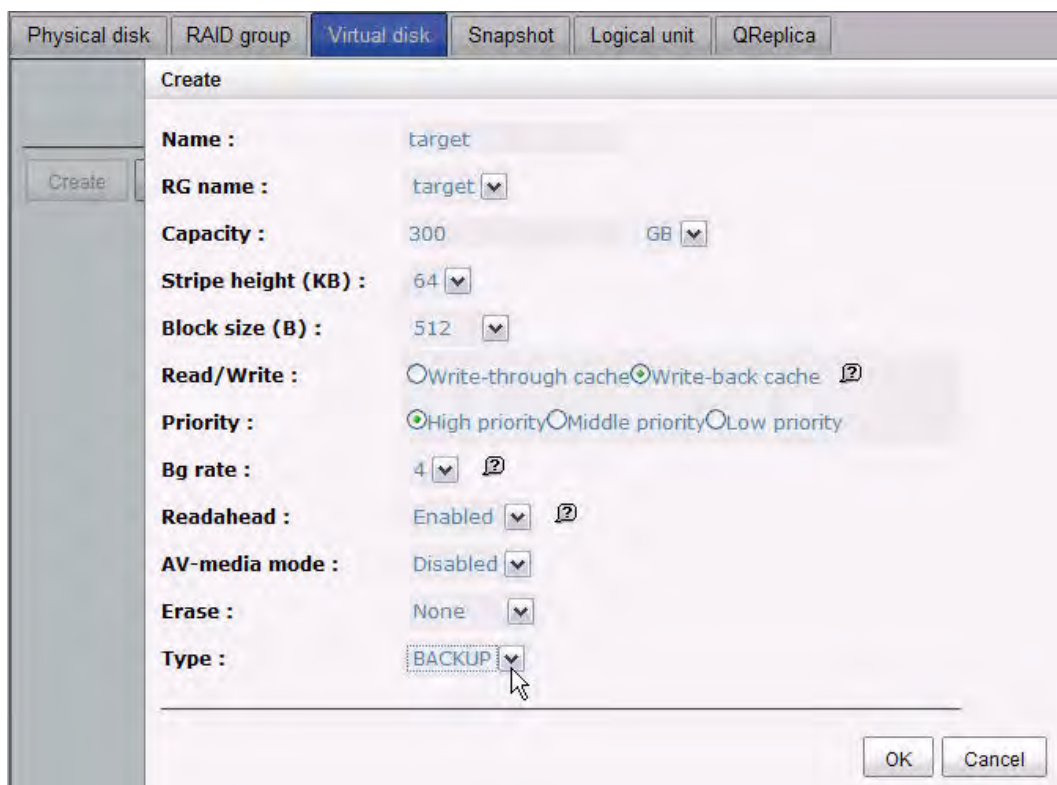 Physical disk RAID group Virtual disk Snapshot Logical unit QReplica
Create
Create
Name : target
RG name : target
Capacity : 300 GB
Stripe height (KB) : 64
Block size (B) : 512
Read/Write : Write-through cache Write-back cache ?
Priority : High priority Middle priority Low priority
Bg rate : 4 ?
Readahead : Enabled ?
AV-media mode : Disabled
Erase : None
Type : BACKUP
OK Cancel